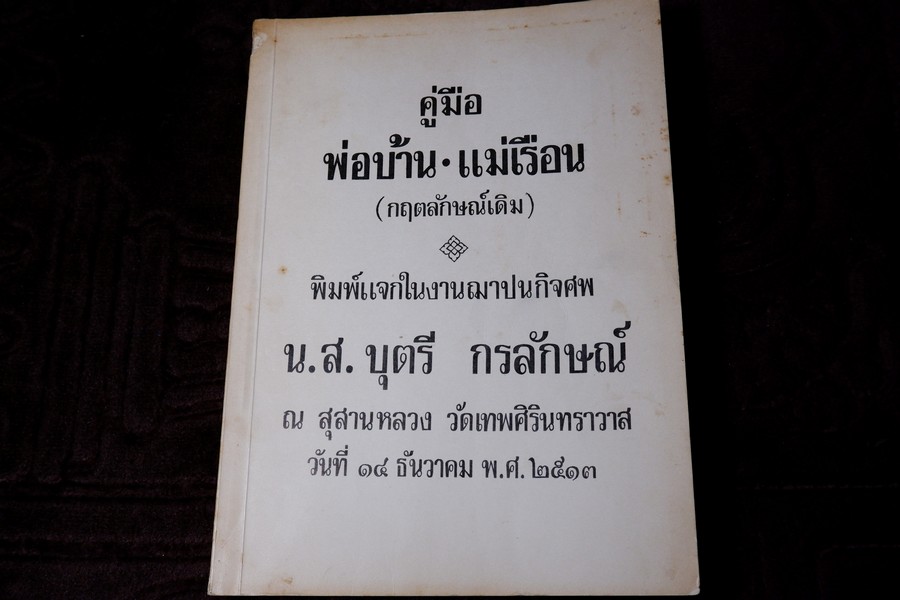 คู่มือ
พ่อบ้าน · แม่เรือน
(กฤตลักษณ์เดิม)
พิมพ์แจกในงานฌาปนกิจศพ
น.ส. บุตรี กรลักษณ์
ณ สุสานหลวง วัดเทพศิรินทราวาส
วันที่ ๑๔ ธันวาคม พ.ศ. ๒๕๑๓